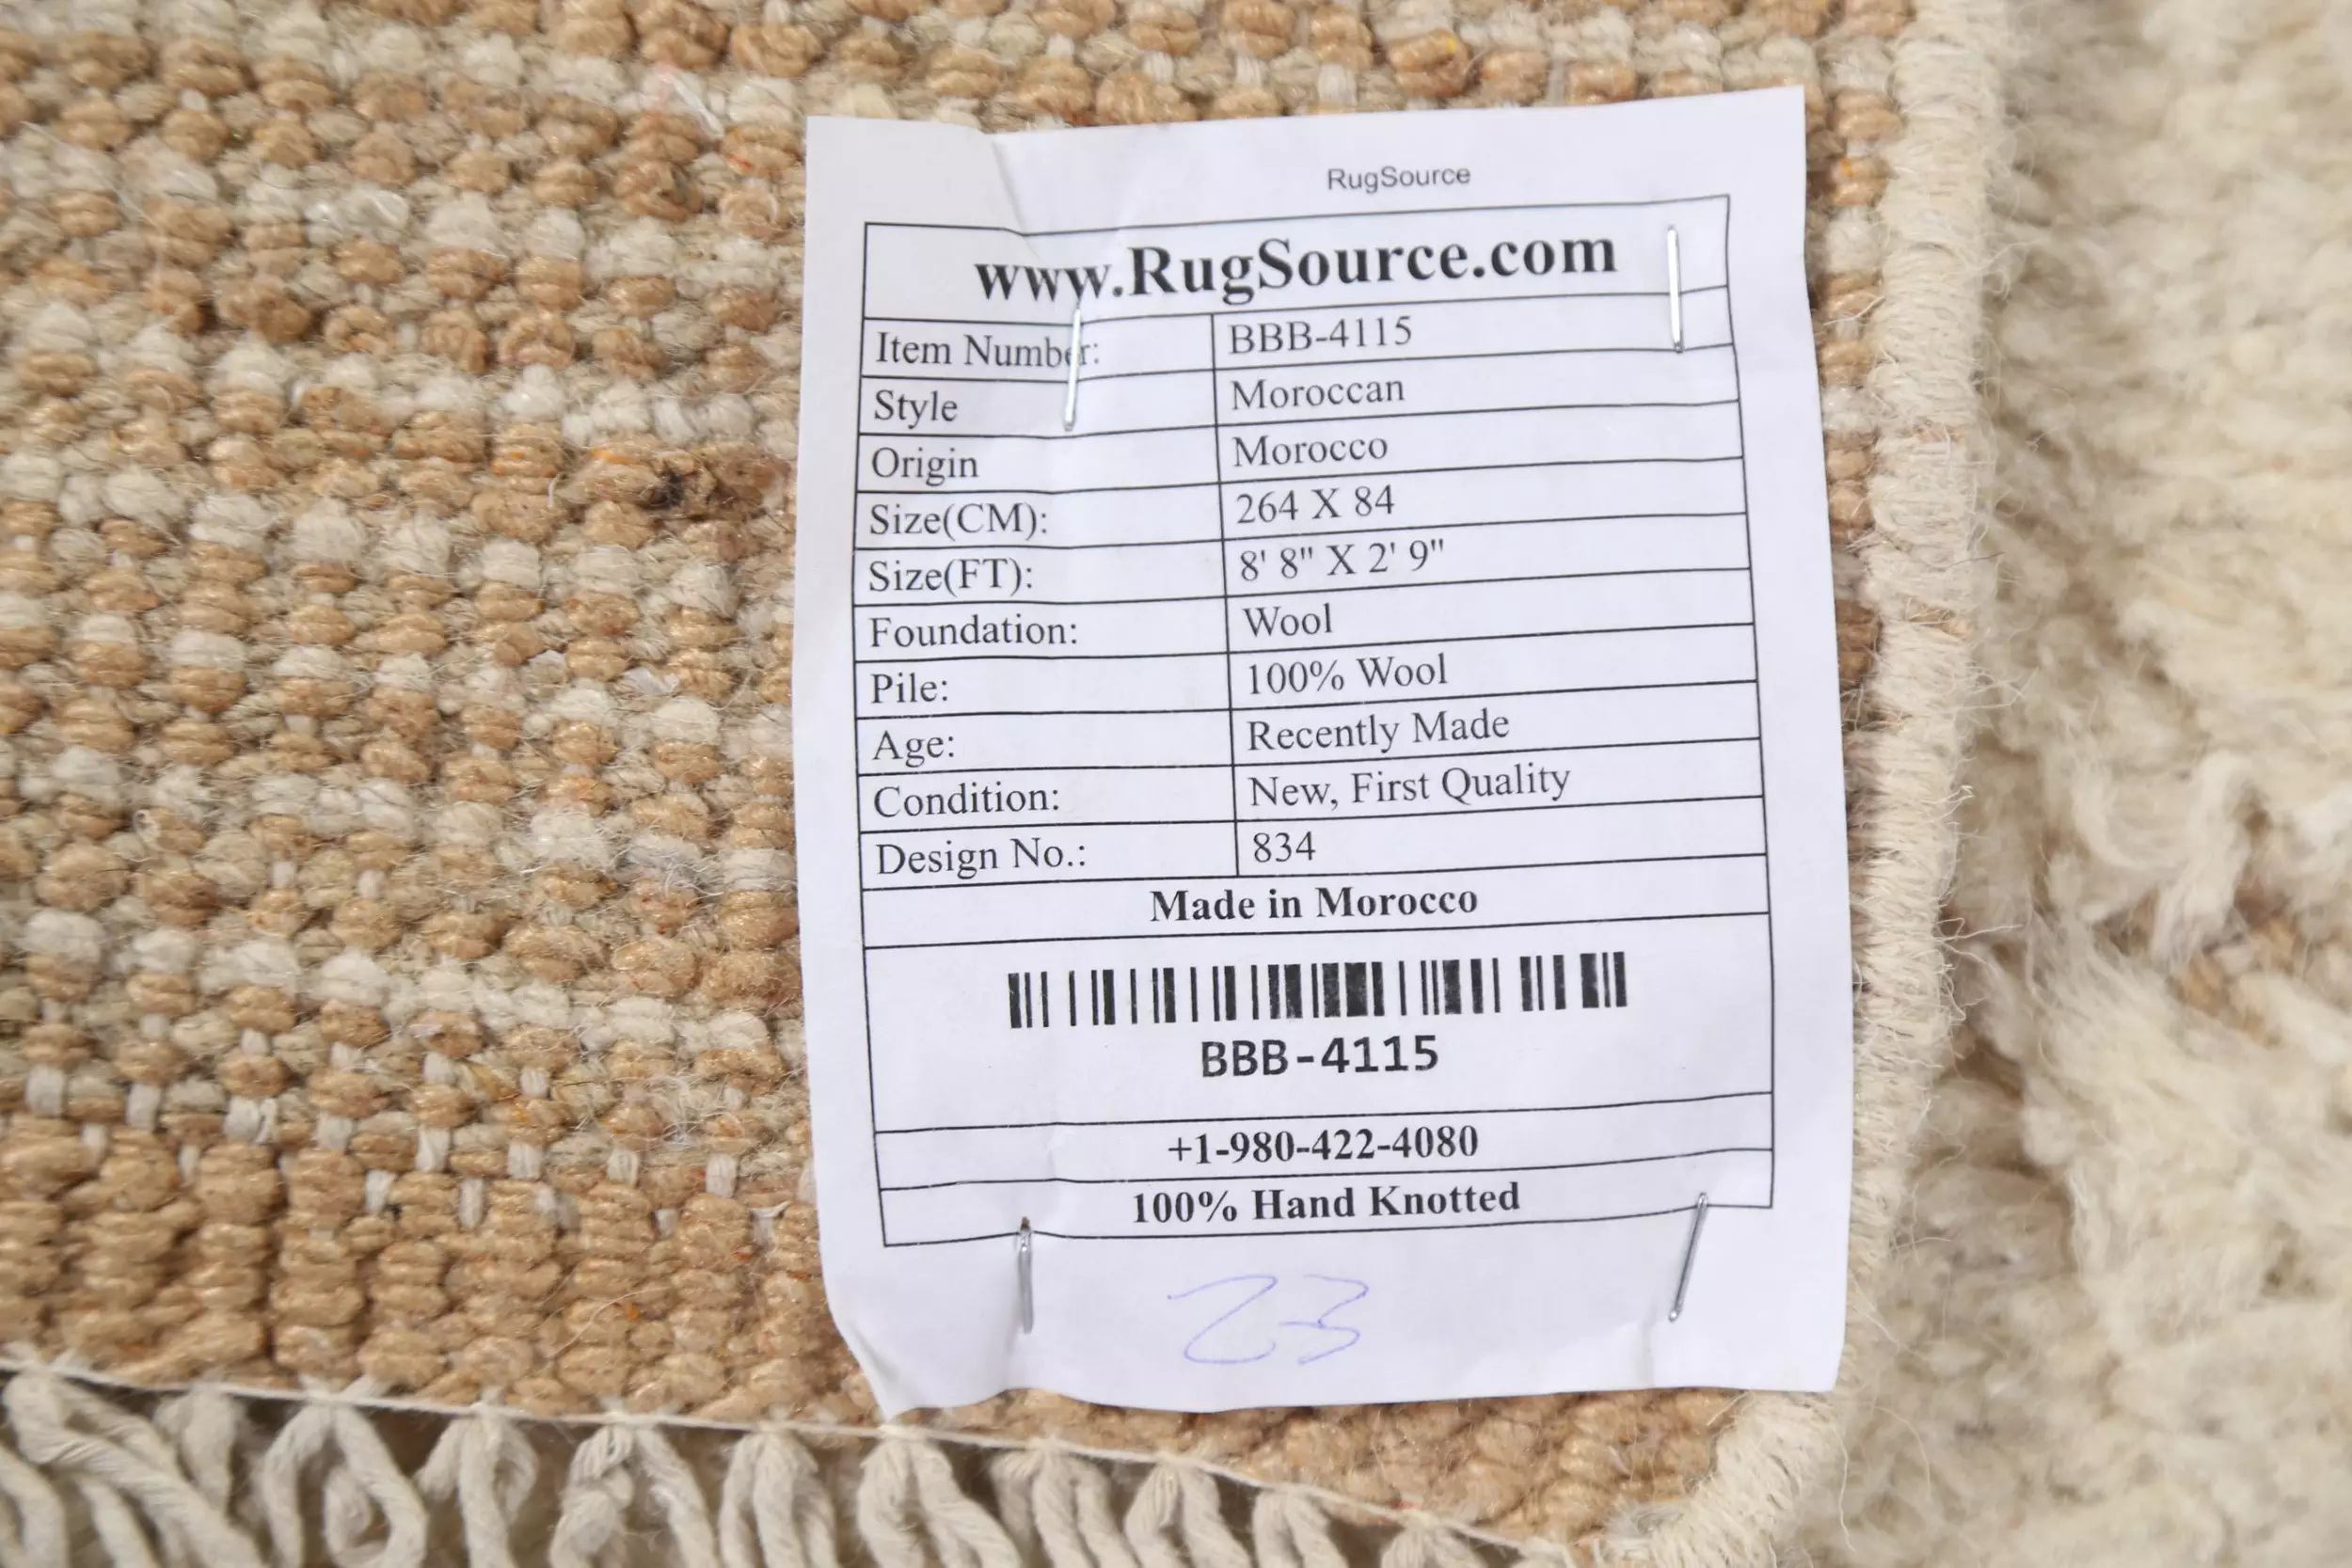 RugSource
www.RugSource.com
Item Number: BBB-4115
Style Moroccan
Origin Morocco
Size(CM): 264 X 84
Size(FT): 8' 8" X 2' 9"
Foundation: Wool
Pile: 100% Wool
Age: Recently Made
Condition: New, First Quality
Design No.: 834
Made in Morocco
BBB-4115
+1-980-422-4080
100% Hand Knotted
23